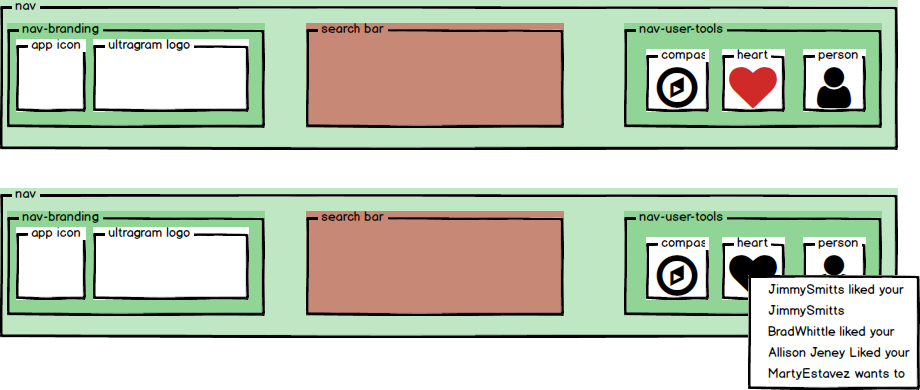 nav
nav-branding
search bar
nav-user-tools
app icon
ultragram logo
compas
heart
person
nav
nav-branding
search bar
nav-user-tools
app icon
ultragram logo
compas
heart
person
JimmySmitts liked your
JimmySmitts
BradWhittle liked your
Allison Jeney Liked your
MartyEstavez wants to